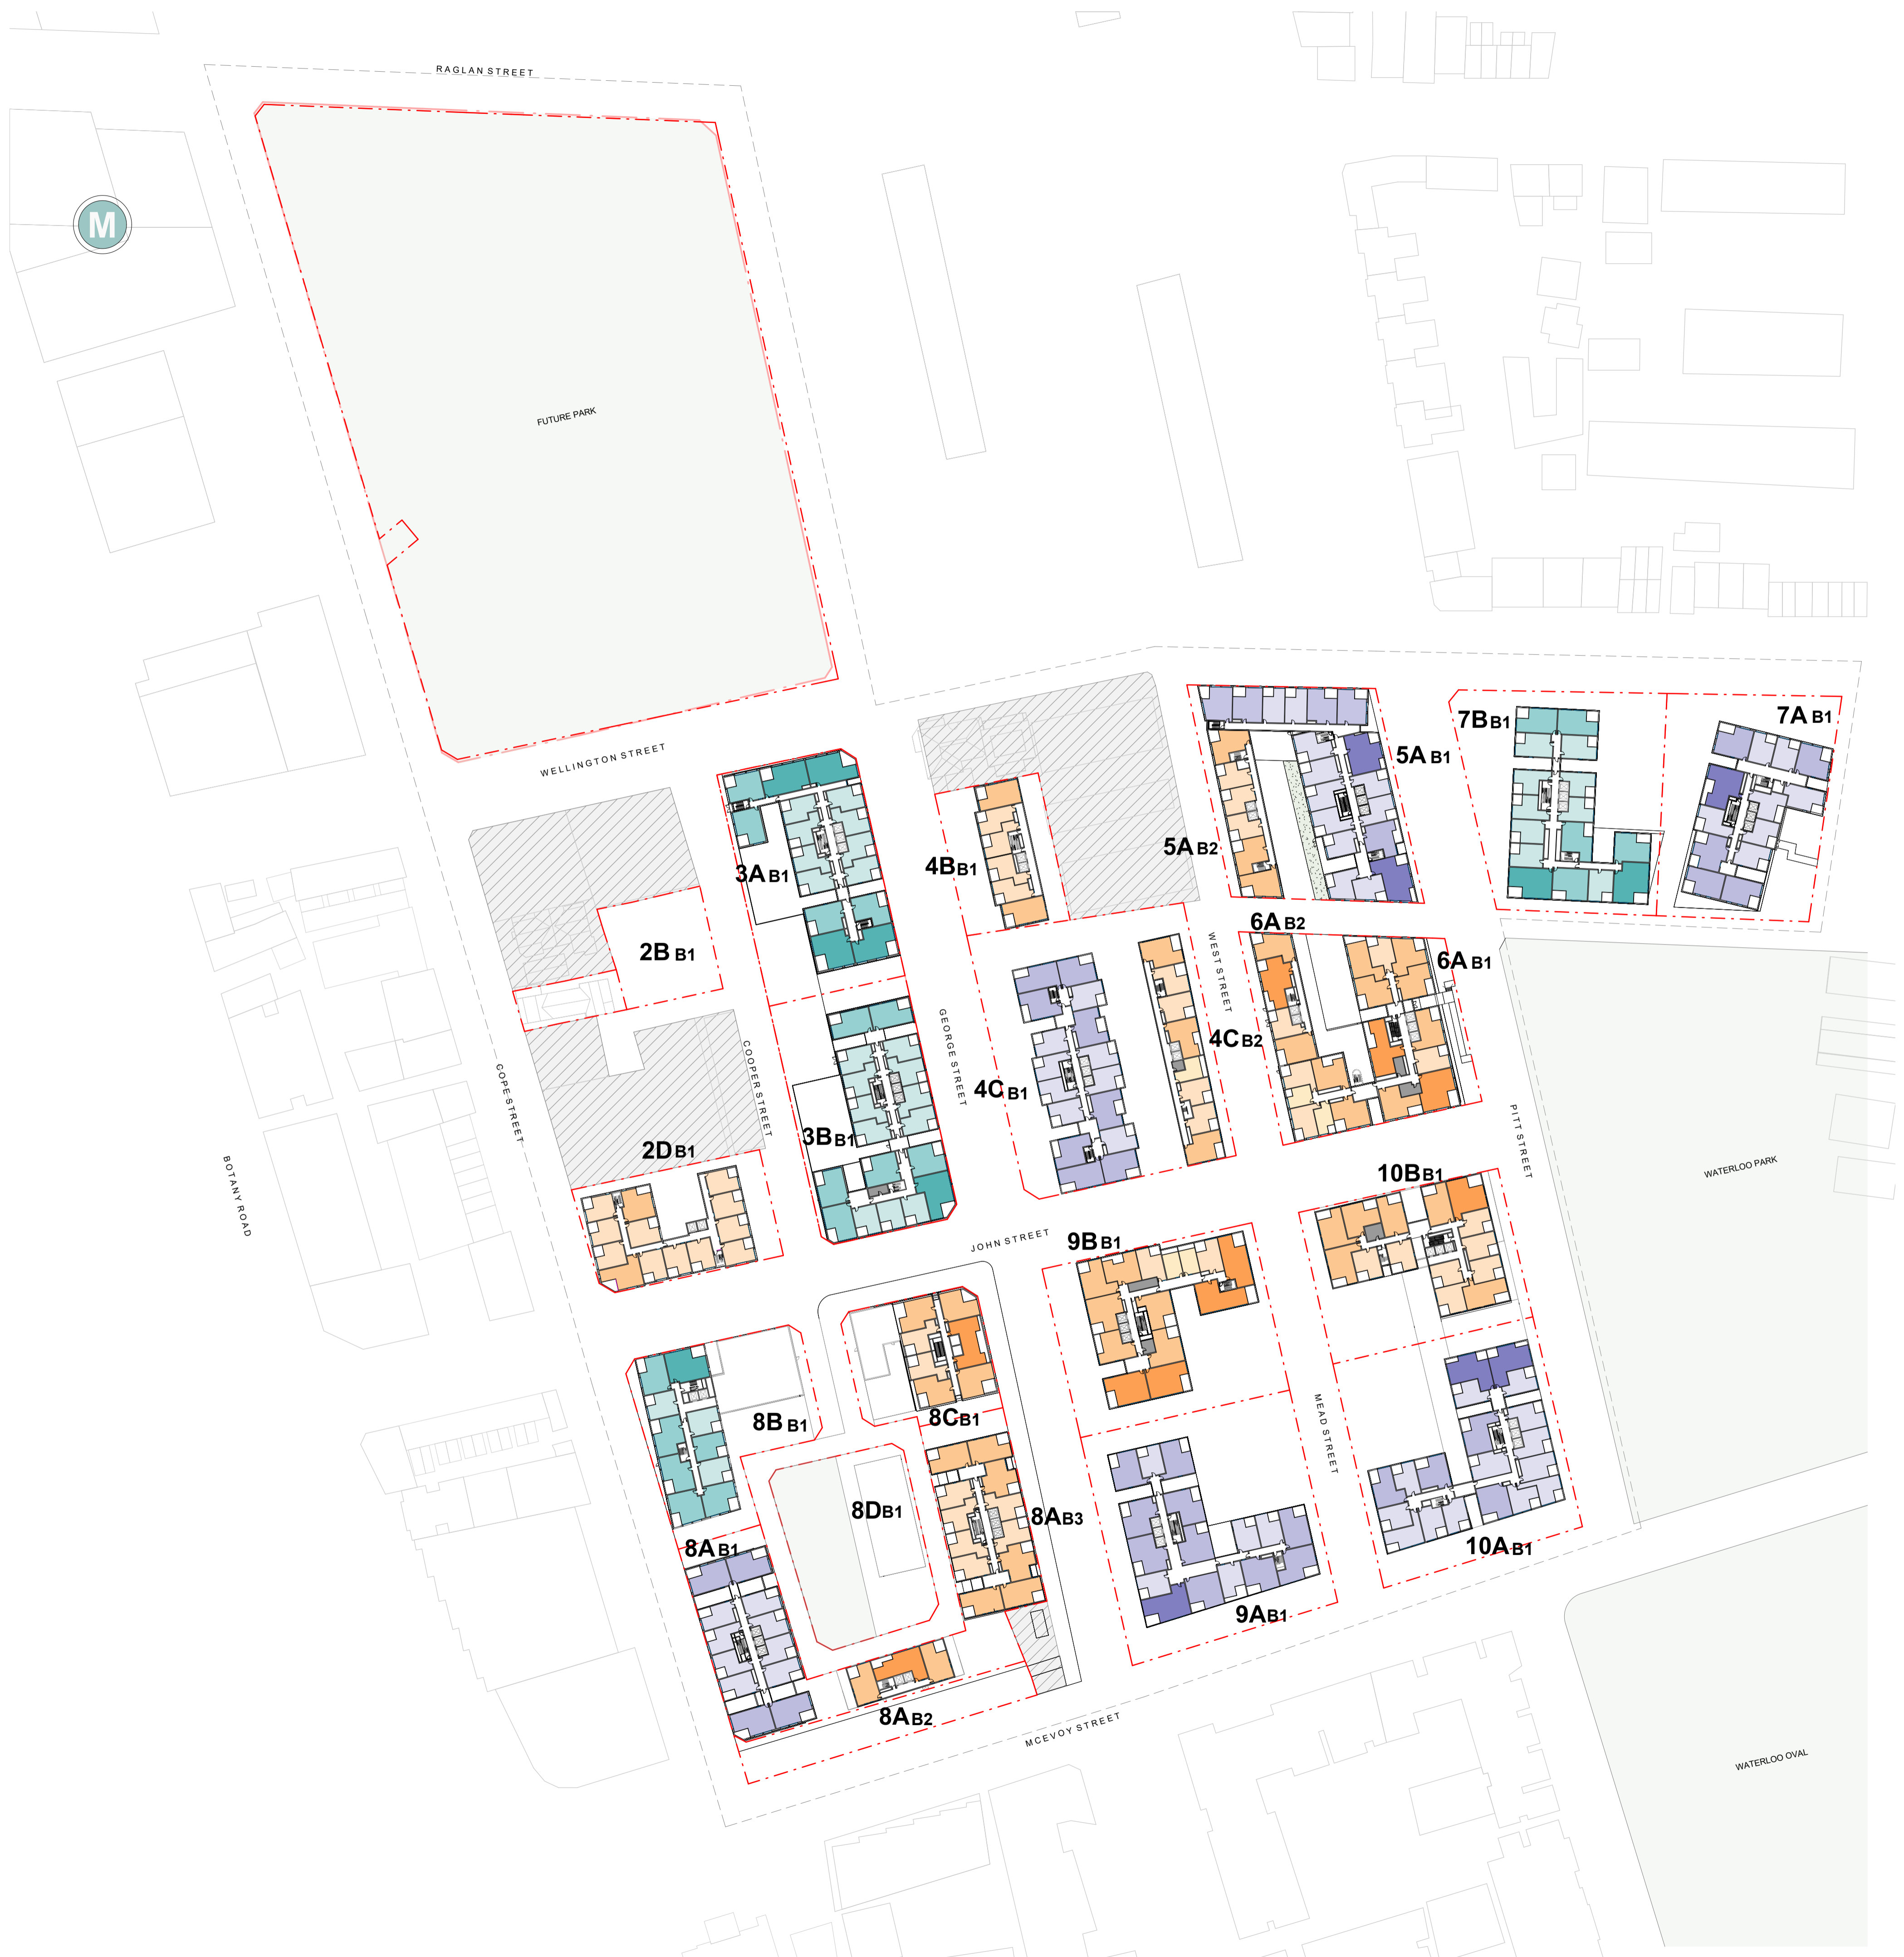 RAGLAN STREET
M
FUTURE PARK
WELLINGTON STREET
7B B1
7A B1
5A B1
5A B2
4B B1
3A B1
6A B2
2B B1
6A B1
WEST STREET
4C B2
GEORGE STREET
COOPER STREET
COPE STREET
4C B1
3B B1
2D B1
PITT STREET
WATERLOO PARK
BOTANY ROAD
10B B1
JOHN STREET
9B B1
8B B1
8C B1
MEAD STREET
8D B1
8A B3
8A B1
10A B1
9A B1
8A B2
MCEVOY STREET
WATERLOO OVAL